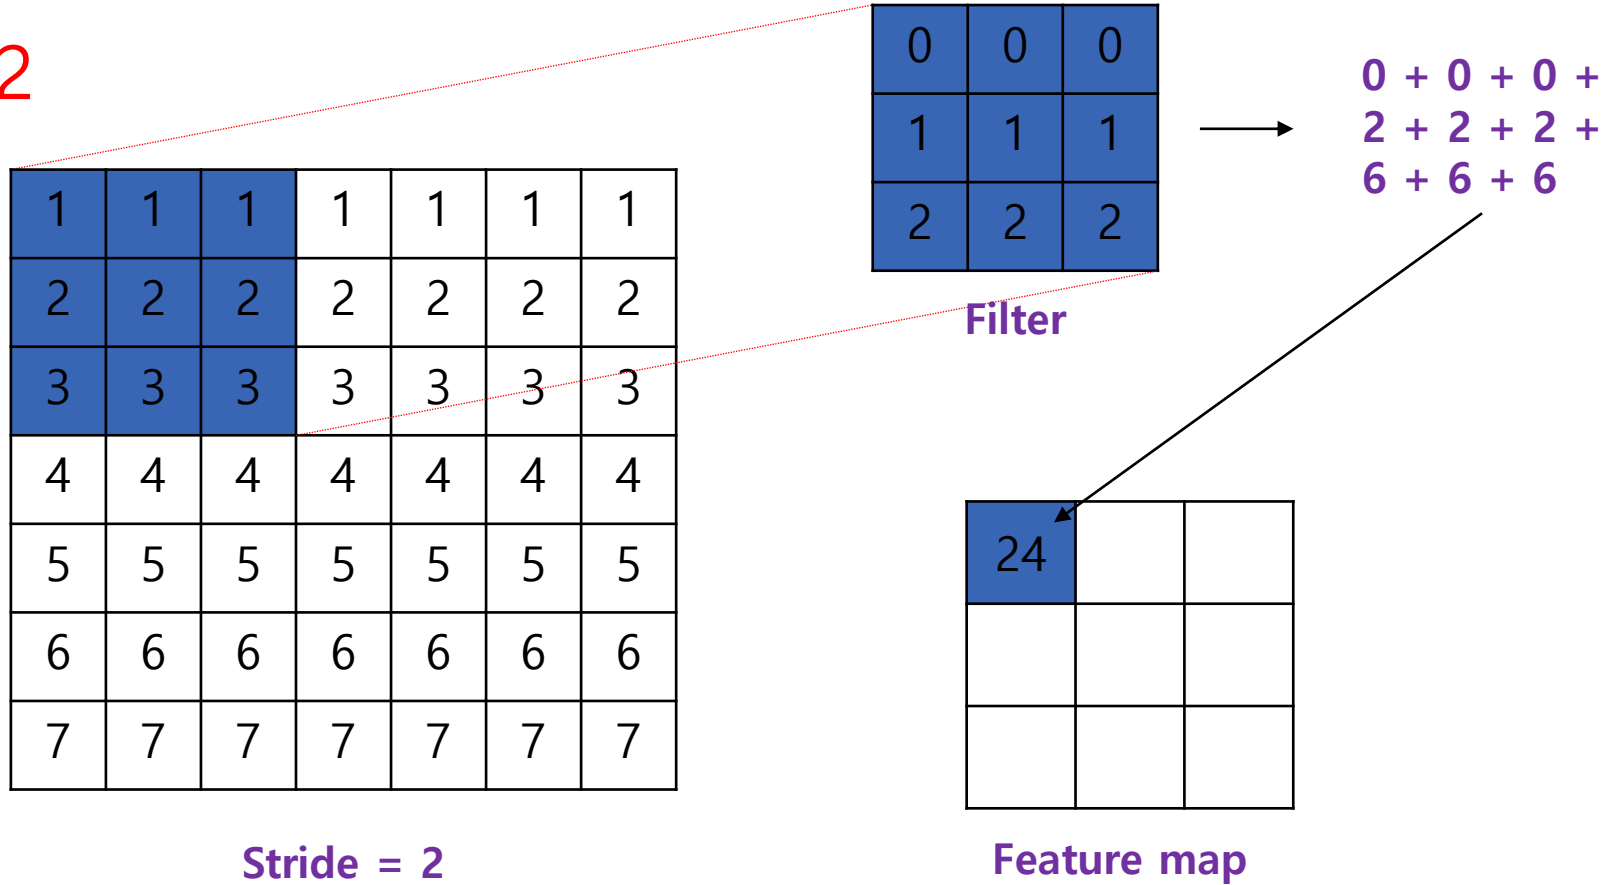 2
0 0 0
1 1 1
2 2 2
Filter
0 + 0 + 0 +
2 + 2 + 2 +
6 + 6 + 6
1 1 1 1 1 1 1
2 2 2 2 2 2 2
3 3 3 3 3 3 3
4 4 4 4 4 4 4
5 5 5 5 5 5 5
6 6 6 6 6 6 6
7 7 7 7 7 7 7
Stride = 2
24
Feature map